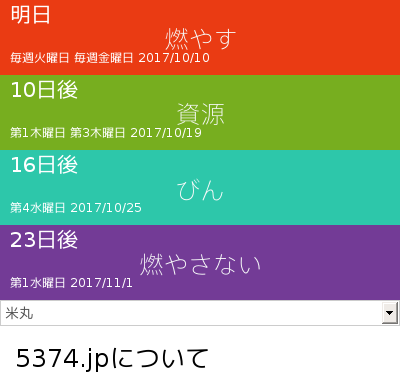 明日
燃やす
毎週火曜日 毎週金曜日 2017/10/10
10日後
資源
第1木曜日 第3木曜日 2017/10/19
16日後
びん
第4水曜日 2017/10/25
23日後
燃やさない
第1水曜日 2017/11/1
米丸
5374.jpについて